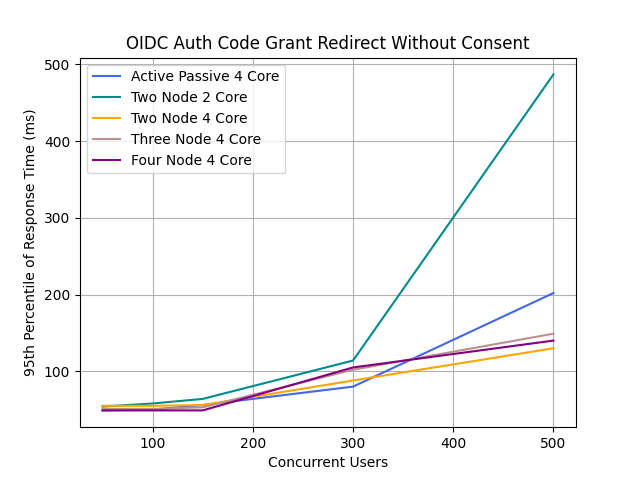 OIDC Auth Code Grant Redirect Without Consent
95th Percentile of Response Time (ms)
500
400
300
200
100
Active Passive 4 Core
Two Node 2 Core
Two Node 4 Core
Three Node 4 Core
Four Node 4 Core
100 200 300 400 500
Concurrent Users